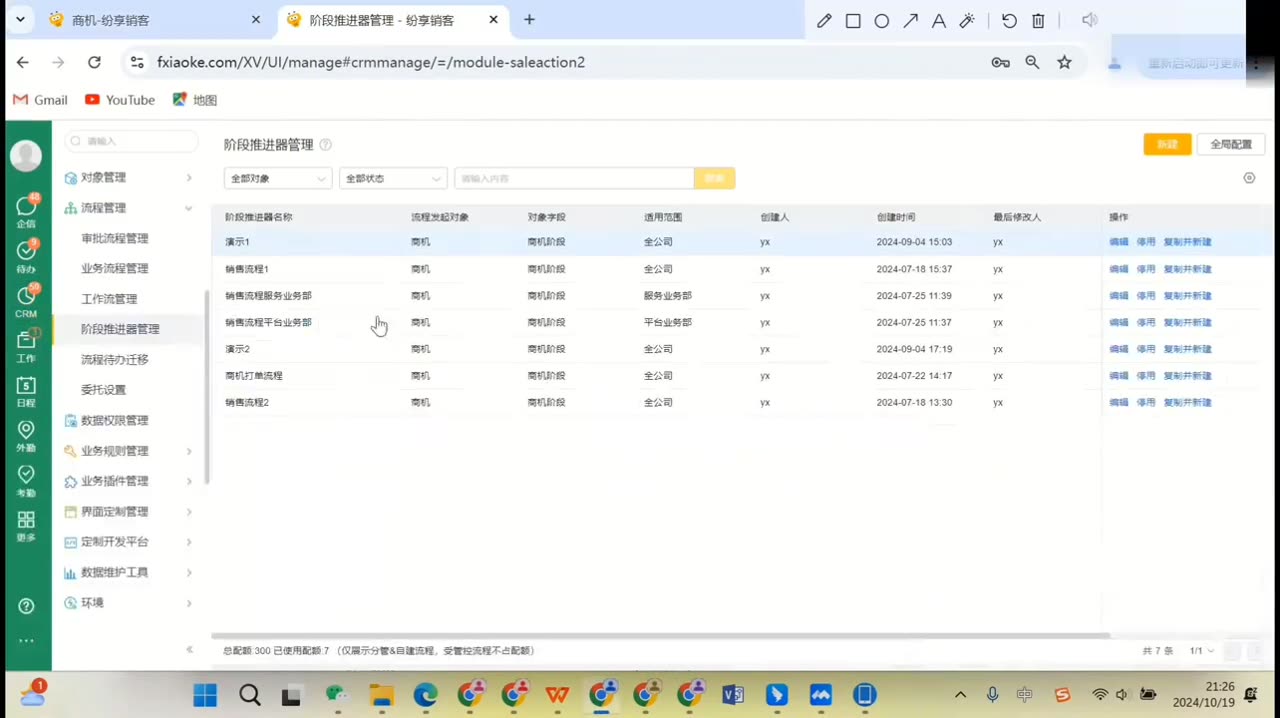 商机-纷享销客
阶段推进器管理 - 纷享销客
fxiaoke.com/XV/UI/manage#crmmanage/=/module-saleaction2
重新启动即可更新
Gmail YouTube 地图
请输入
阶段推进器管理
新建 全局配置
对象管理
全部对象 全部状态 请输入内容 搜索
流程管理
审批流程管理
业务流程管理
工作流管理
阶段推进器管理
流程待办迁移
委托设置
数据权限管理
业务规则管理
业务插件管理
界面定制管理
定制开发平台
数据维护工具
环境
48
企信
9
待办
50
CRM
3
工作
5
日程
外勤
考勤
更多
阶段推进器名称 流程发起对象 对象字段 适用范围 创建人 创建时间 最后修改人 操作
演示1 商机 商机阶段 全公司 yx 2024-09-04 15:03 yx 编辑 停用 复制并新建
销售流程1 商机 商机阶段 全公司 yx 2024-07-18 15:37 yx 编辑 停用 复制并新建
销售流程服务业务部 商机 商机阶段 服务业务部 yx 2024-07-25 11:39 yx 编辑 停用 复制并新建
销售流程平台业务部 商机 商机阶段 平台业务部 yx 2024-07-25 11:37 yx 编辑 停用 复制并新建
演示2 商机 商机阶段 全公司 yx 2024-09-04 17:19 yx 编辑 停用 复制并新建
商机打单流程 商机 商机阶段 全公司 yx 2024-07-22 14:17 yx 编辑 停用 复制并新建
销售流程2 商机 商机阶段 全公司 yx 2024-07-18 13:30 yx 编辑 停用 复制并新建
总配额:300 已使用配额:7 （仅展示分管&自建流程，受管控流程不占配额）
共 7 条 1/1
1
中
21:26
2024/10/19